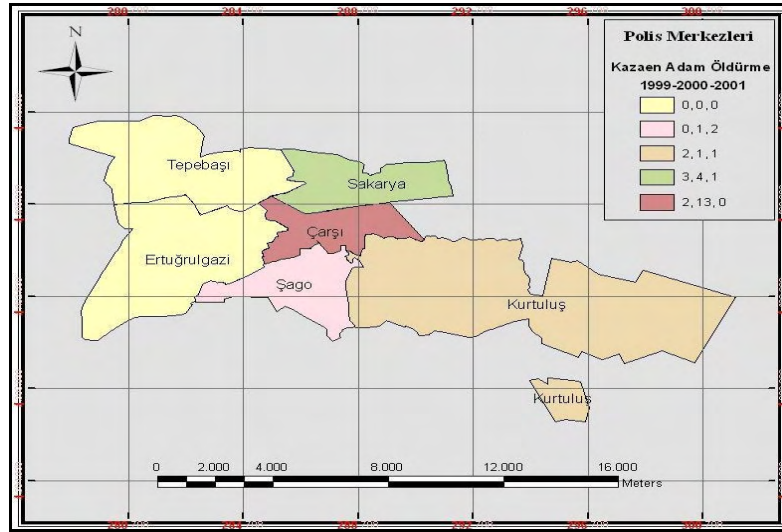 N
Polis Merkezleri
Kazaen Adam Öldürme
1999-2000-2001
0,0,0
0,1,2
2,1,1
3,4,1
2,13,0
Tepebaşı
Sakarya
Çarşı
Ertuğrulgazi
Şago
Kurtuluş
Kurtuluş
0 2.000 4.000 8.000 12.000 16.000
Meters